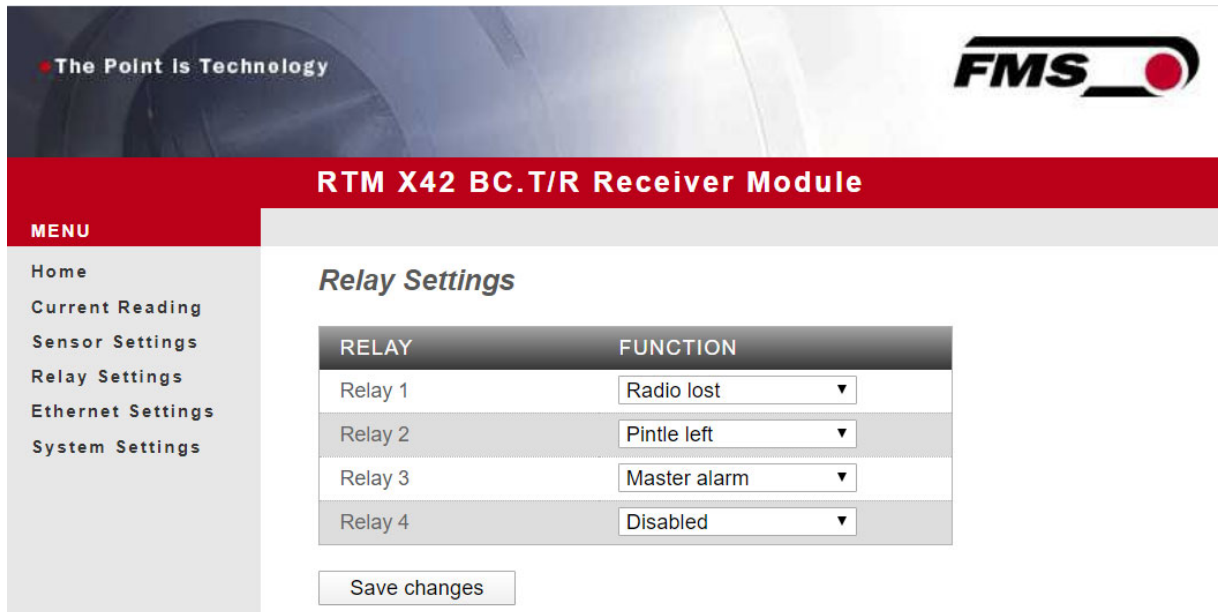 The Point is Technology
FMS
RTM X42 BC.T/R Receiver Module
MENU
Home
Current Reading
Sensor Settings
Relay Settings
Ethernet Settings
System Settings
Relay Settings
RELAY FUNCTION
Relay 1 Radio lost
Relay 2 Pintle left
Relay 3 Master alarm
Relay 4 Disabled
Save changes